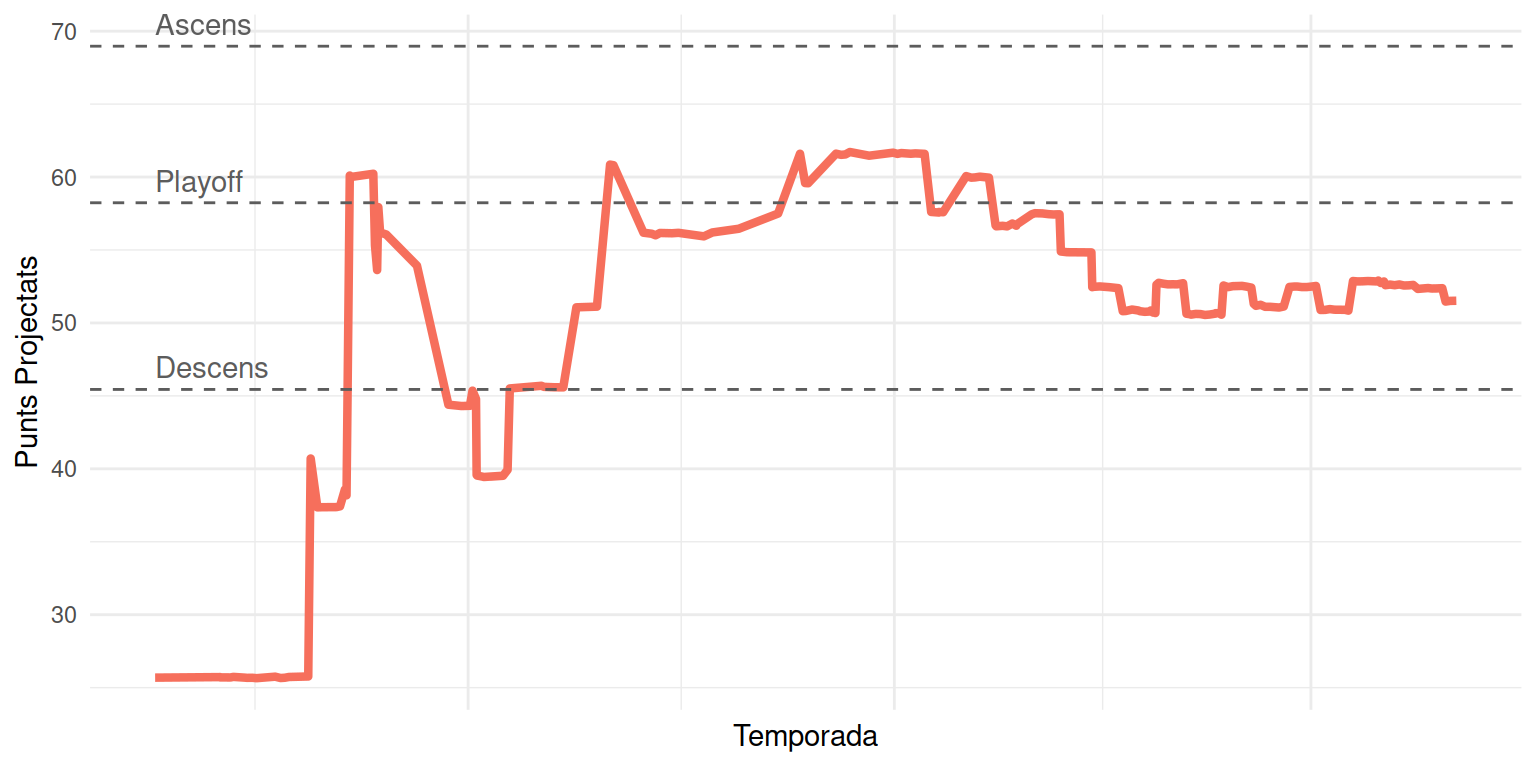 Ascens
Playoff
Descens
70
60
50
40
30
Punts Projectats
Temporada